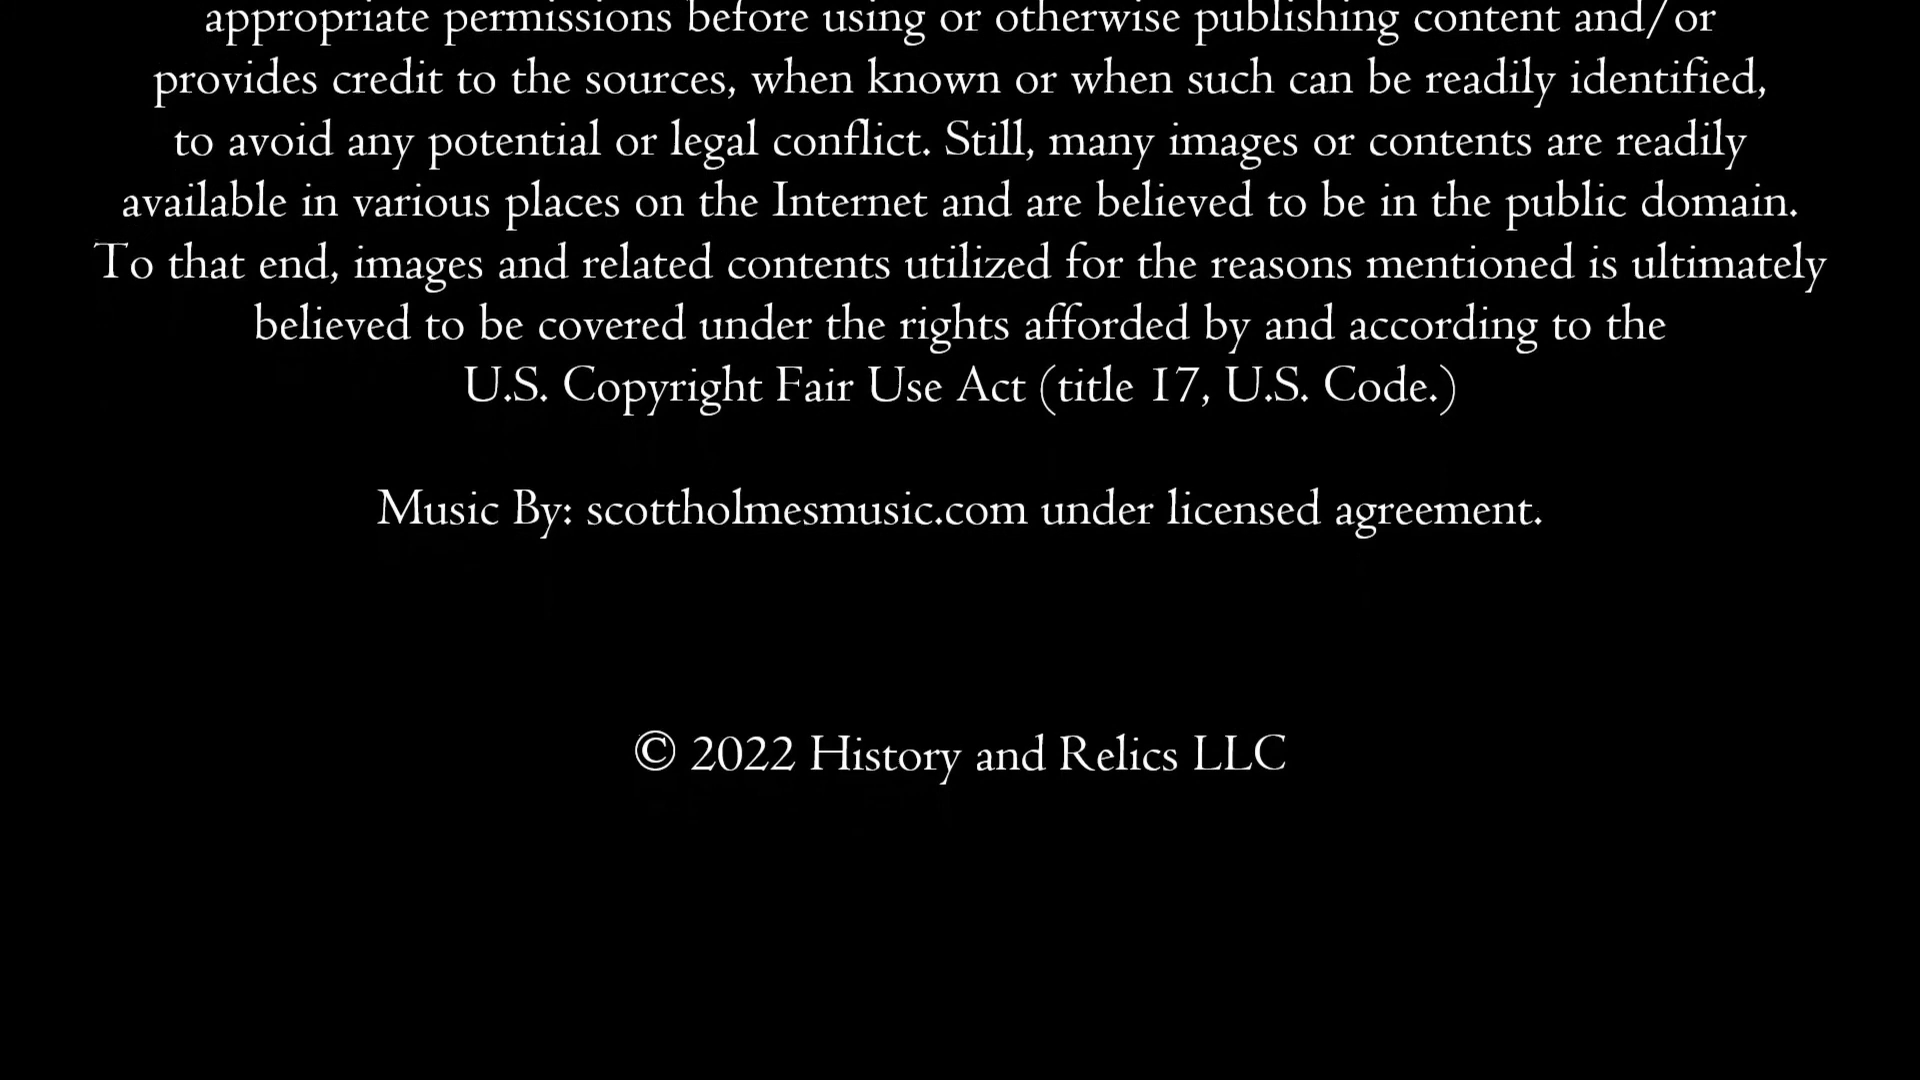 appropriate permissions before using or otherwise publishing content and/or
provides credit to the sources, when known or when such can be readily identified,
to avoid any potential or legal conflict. Still, many images or contents are readily
available in various places on the Internet and are believed to be in the public domain.
To that end, images and related contents utilized for the reasons mentioned is ultimately
believed to be covered under the rights afforded by and according to the
U.S. Copyright Fair Use Act (title 17, U.S. Code.)
Music By: scottholmesmusic.com under licensed agreement.
© 2022 History and Relics LLC